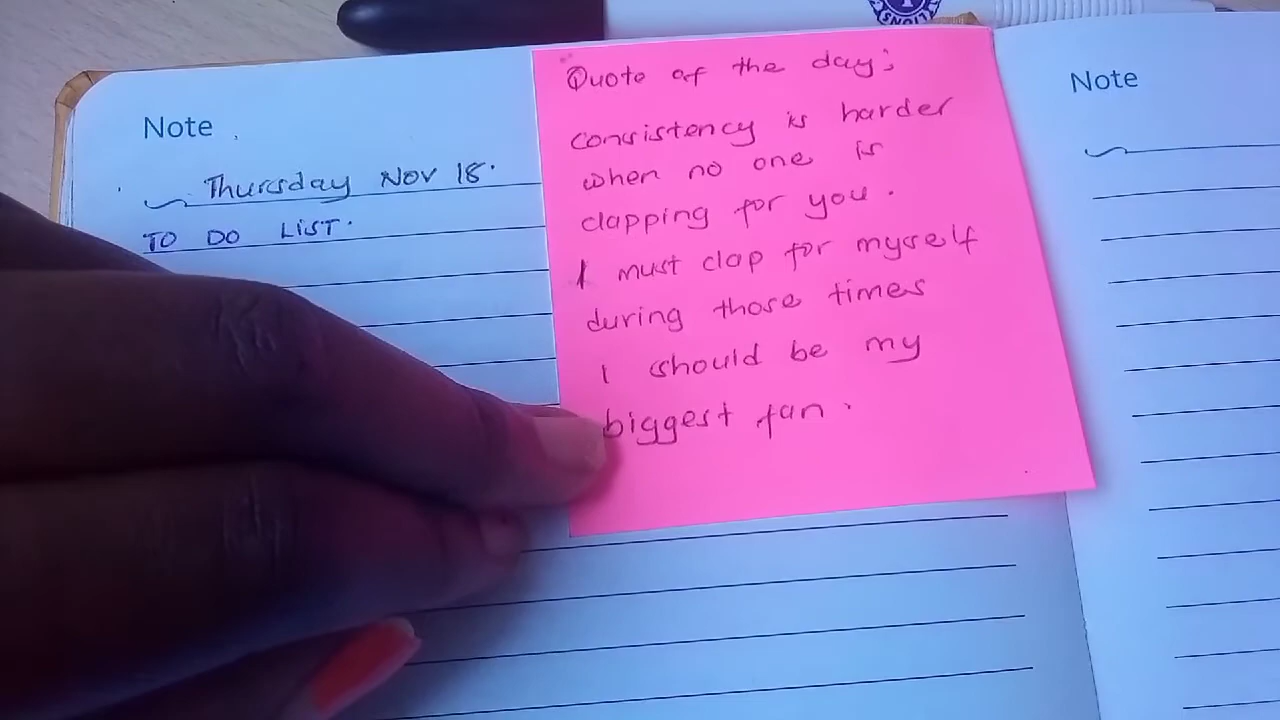 Note
Thursday Nov 18.
TO DO LIST.
Quote of the day;
consistency is harder
when no one is
clapping for you.
I must clap for myself
during those times
I should be my
biggest fan.
Note